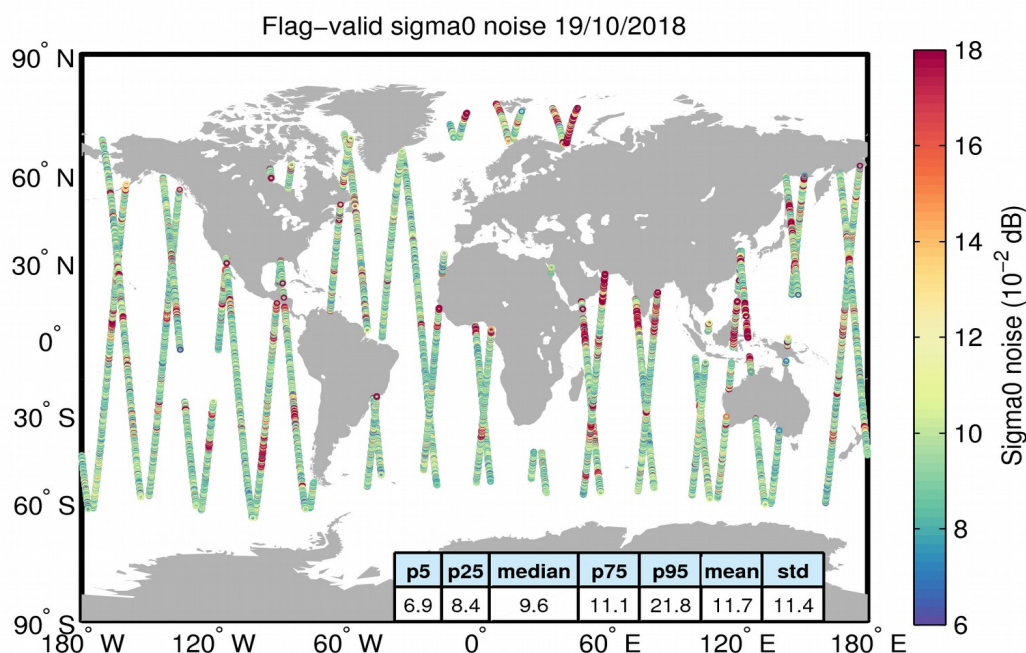 Flag−valid sigma0 noise 19/10/2018
90° N
60° N
30° N
0°
30° S
60° S
90° S
180° W
120° W
60° W
0°
60° E
120° E
180° E
p5 p25 median p75 p95 mean std
6.9 8.4 9.6 11.1 21.8 11.7 11.4
18
16
14
12
10
8
6
Sigma0 noise (10⁻² dB)